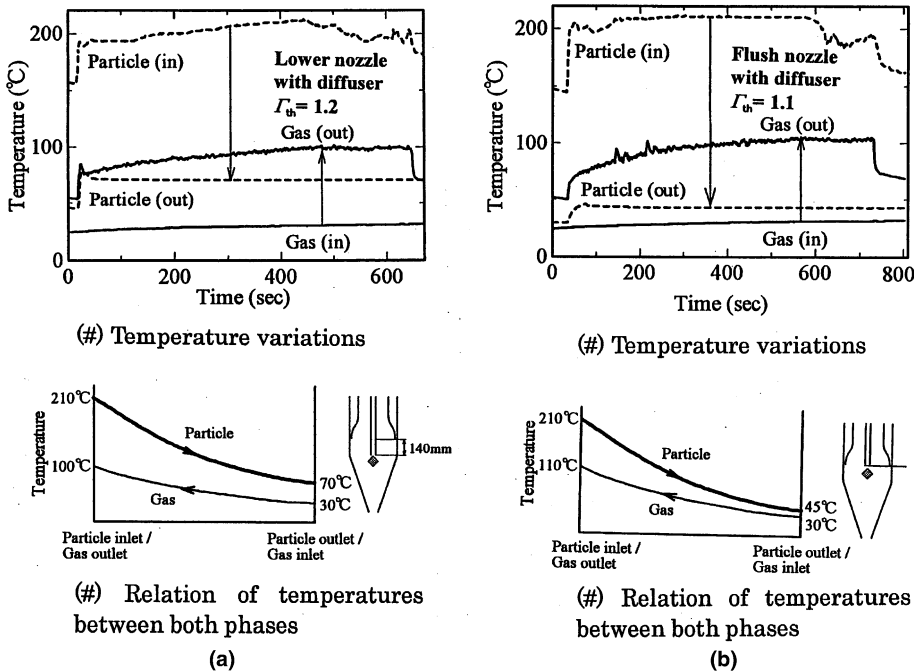 200
100
0
0
200
400
600
Temperature (℃)
Time (sec)
Particle (in)
Lower nozzle
with diffuser
Γth= 1.2
Gas (out)
Particle (out)
Gas (in)
(#) Temperature variations
210℃
100℃
Temperature
Particle
Gas
70℃
30℃
140mm
Particle inlet /
Gas outlet
Particle outlet /
Gas inlet
(#) Relation of temperatures
between both phases
(a)
200
100
0
0
200
400
600
800
Temperature (℃)
Time (sec)
Particle (in)
Flush nozzle
with diffuser
Γth= 1.1
Gas (out)
Particle (out)
Gas (in)
(#) Temperature variations
210℃
110℃
Temperature
Particle
Gas
45℃
30℃
Particle inlet /
Gas outlet
Particle outlet /
Gas inlet
(#) Relation of temperatures
between both phases
(b)